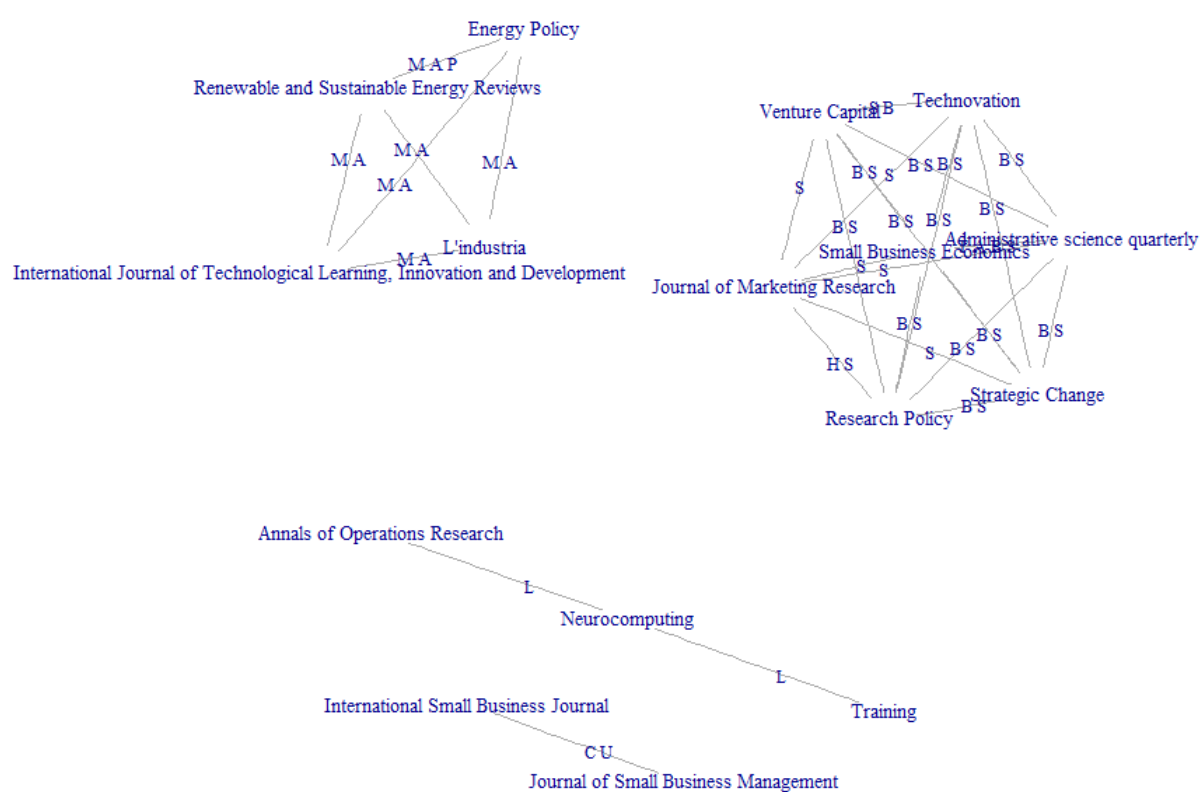 Energy Policy
M A P
Renewable and Sustainable Energy Reviews
M A
M A
M A
M A
L'industria
M A
International Journal of Technological Learning, Innovation and Development
Technovation
Venture Capital
S B
B S
B S
B S
B S
S
S
B S
B S
B S
B S
Administrative science quarterly
Small Business Economics
S
S
Journal of Marketing Research
B S
B S
B S
B S
S
H S
Strategic Change
B S
Research Policy
Annals of Operations Research
L
Neurocomputing
L
International Small Business Journal
Training
C U
Journal of Small Business Management